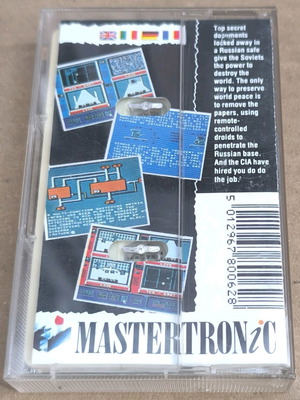 Top secret
documents
locked away in
a Russian safe
give the Soviets
the power to
destroy the
world. The only
way to preserve
world peace is
to remove the
papers, using
remote-
controlled
droids to
penetrate the
Russian base.
And the CIA have
hired you do do
the job.
5 012967 800628
MASTERTRONiC